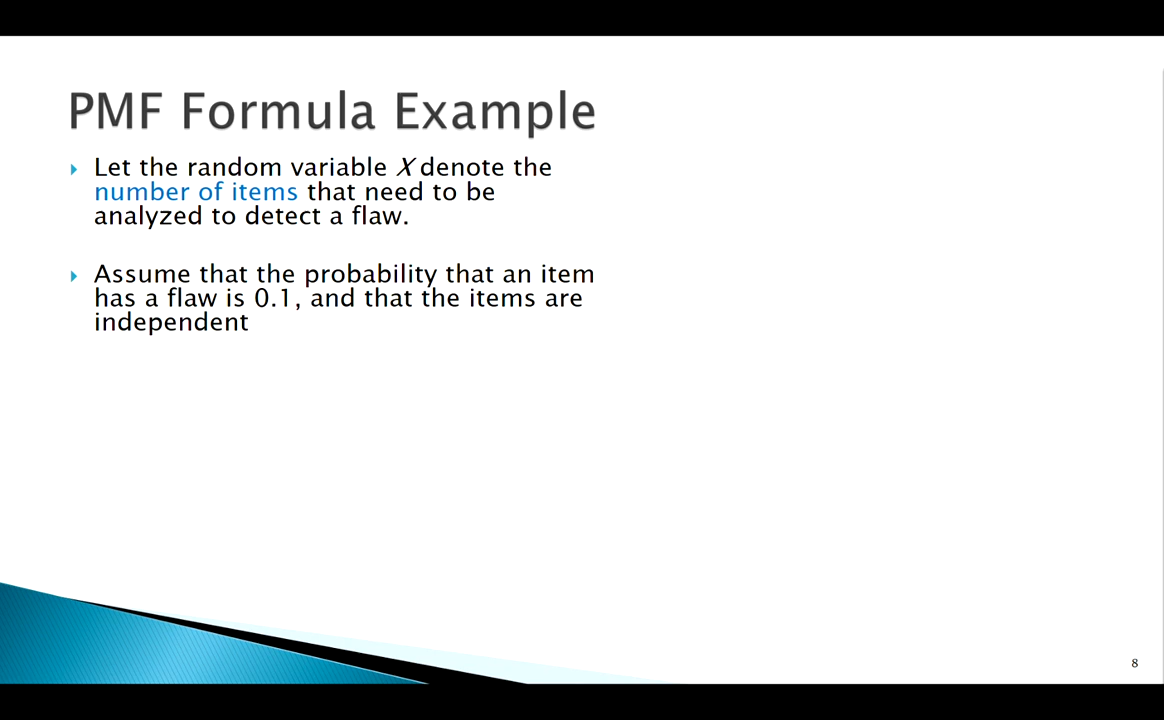 PMF Formula Example
Let the random variable X denote the
number of items that need to be
analyzed to detect a flaw.
Assume that the probability that an item
has a flaw is 0.1, and that the items are
independent
8